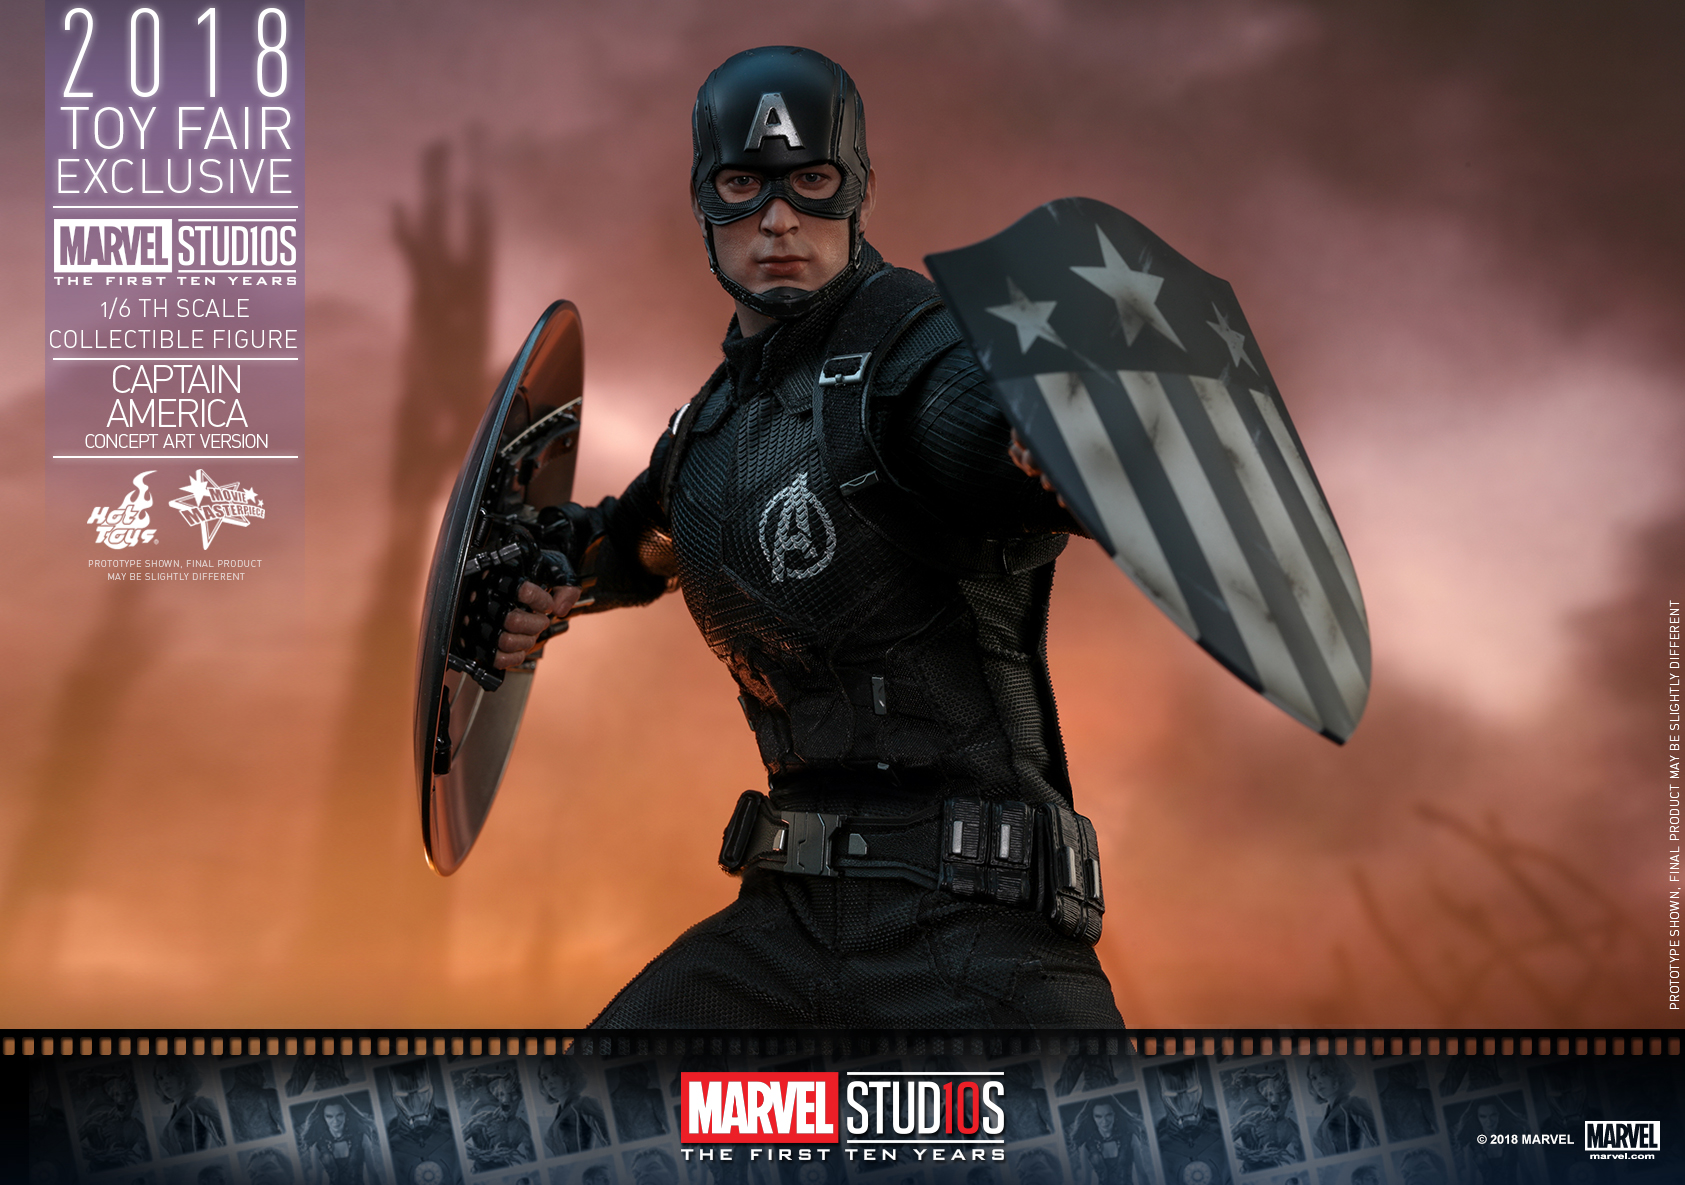 2018
TOY FAIR
EXCLUSIVE
MARVEL STUD10S
THE FIRST TEN YEARS
1/6 TH SCALE
COLLECTIBLE FIGURE
CAPTAIN
AMERICA
CONCEPT ART VERSION
Hot Toys.
MOVIE
MASTERPIECE
PROTOTYPE SHOWN, FINAL PRODUCT
MAY BE SLIGHTLY DIFFERENT
A
A
PROTOTYPE SHOWN, FINAL PRODUCT MAY BE SLIGHTLY DIFFERENT
MARVEL STUD10S
THE FIRST TEN YEARS
© 2018 MARVEL
MARVEL
marvel.com